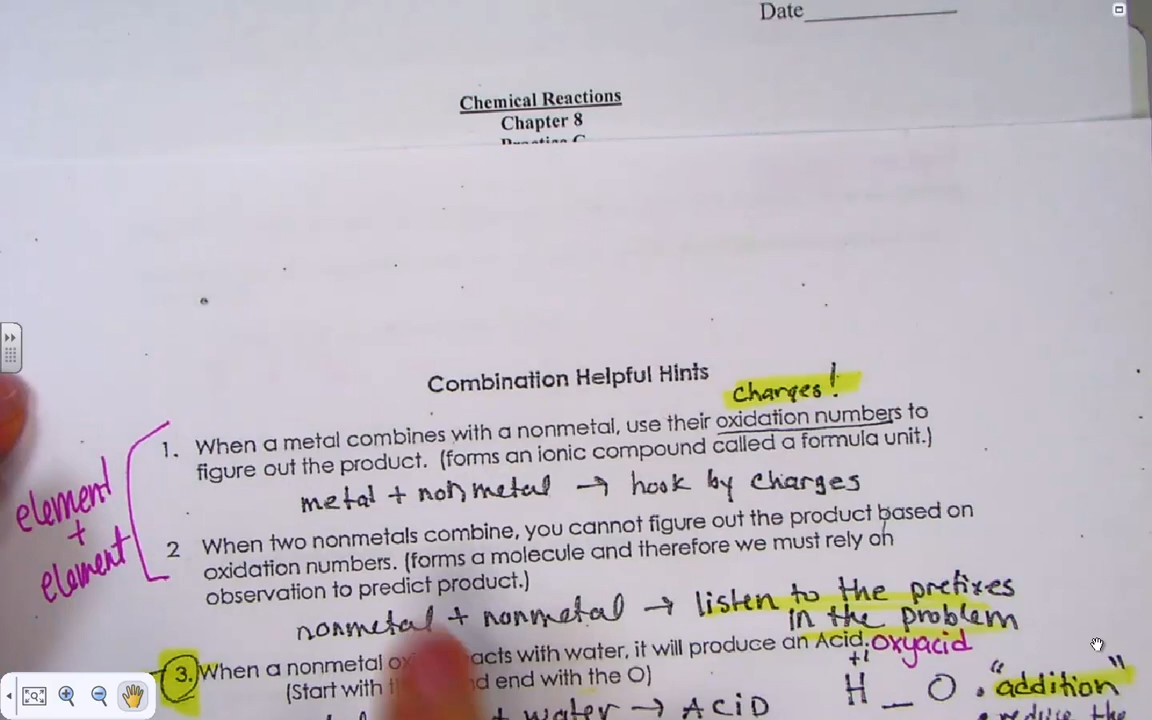 Date
Chemical Reactions
Chapter 8
Combination Helpful Hints
charges!
1. When a metal combines with a nonmetal, use their oxidation numbers to
figure out the product. (forms an ionic compound called a formula unit.)
metal + nonmetal → hook by charges
element
+
element
2 When two nonmetals combine, you cannot figure out the product based on
oxidation numbers. (forms a molecule and therefore we must rely on
observation to predict product.)
nonmetal + nonmetal → listen to the prefixes
in the problem
3. When a nonmetal with water, it will produce an Acid. oxyacid
(Start with end with the O)
+1
H _ O . "addition"
+ water → ACID
the